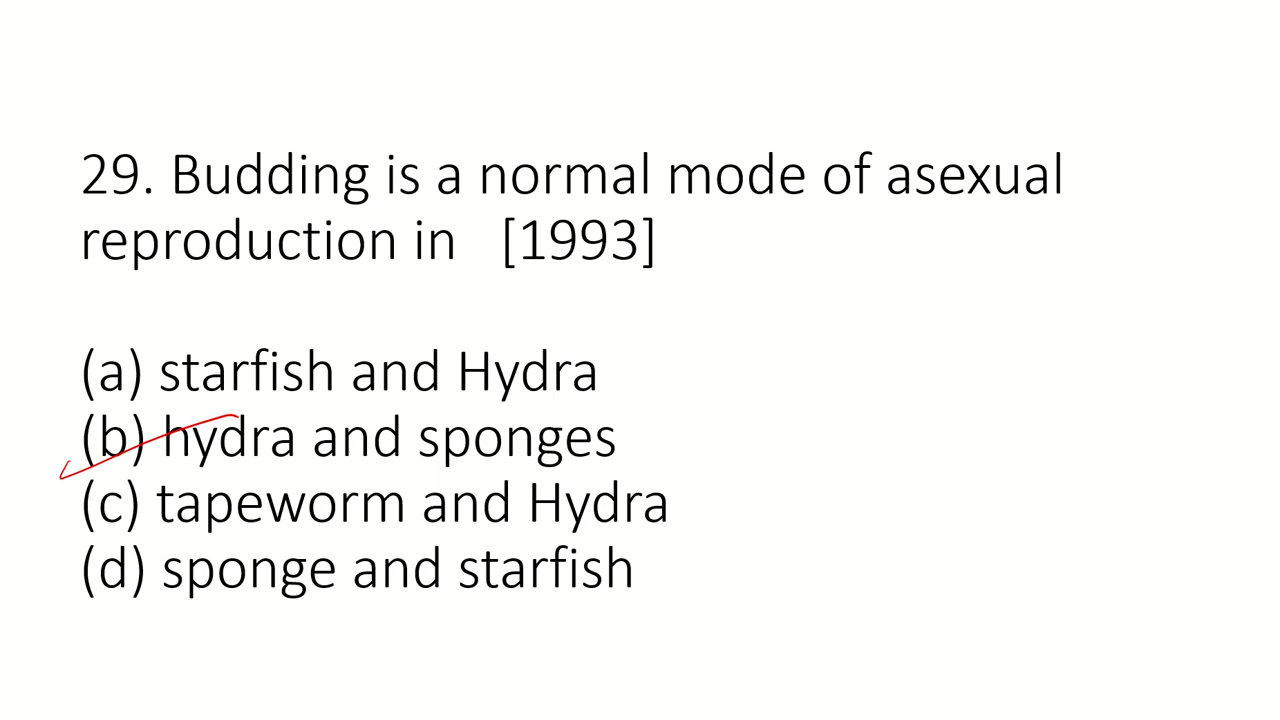 29. Budding is a normal mode of asexual
reproduction in [1993]
(a) starfish and Hydra
(b) hydra and sponges
(c) tapeworm and Hydra
(d) sponge and starfish